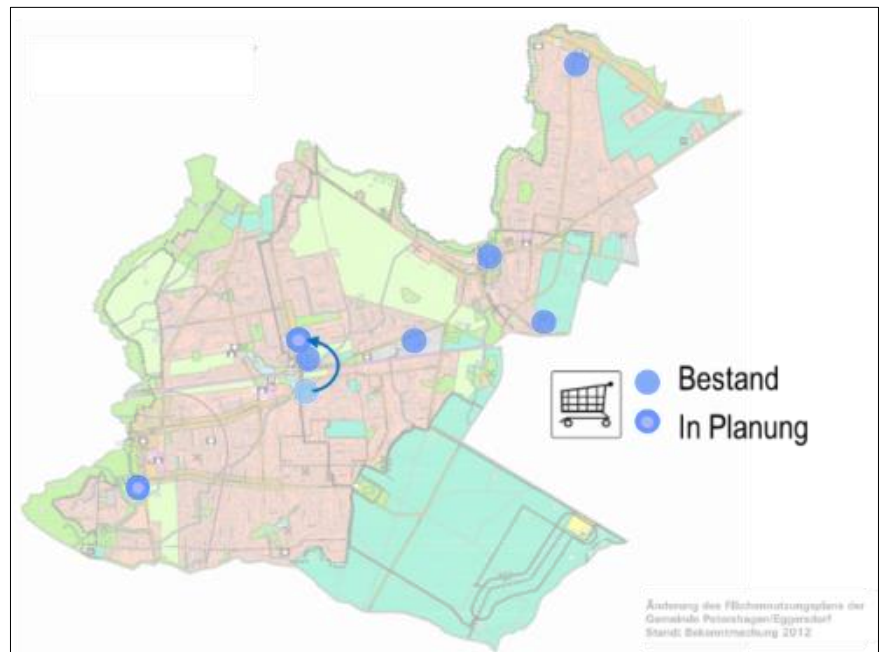 Bestand
In Planung
Änderung des Flächennutzungsplans der
Gemeinde Petershagen/Eggersdorf
Stand: Bekanntmachung 2012